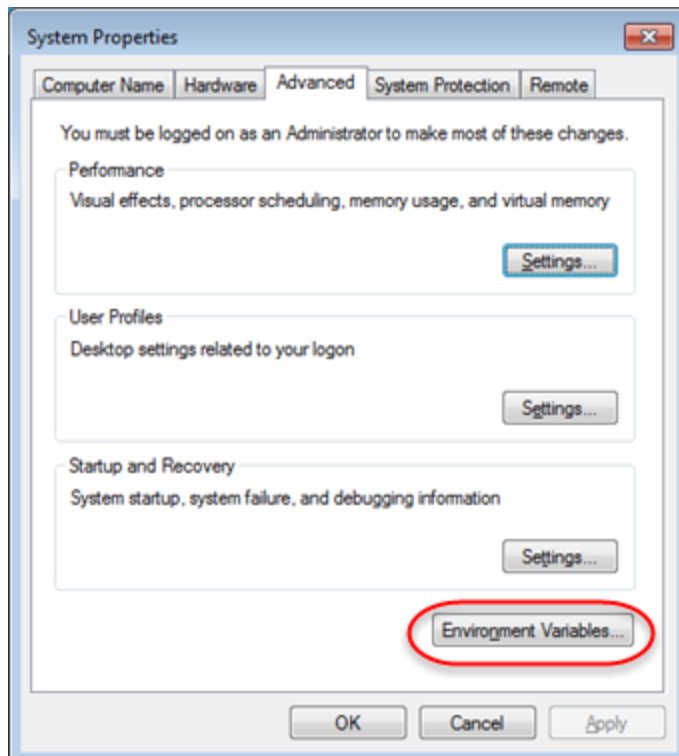 System Properties
Computer Name Hardware Advanced System Protection Remote
You must be logged on as an Administrator to make most of these changes.
Performance
Visual effects, processor scheduling, memory usage, and virtual memory
Settings...
User Profiles
Desktop settings related to your logon
Settings...
Startup and Recovery
System startup, system failure, and debugging information
Settings...
Environment Variables...
OK Cancel Apply